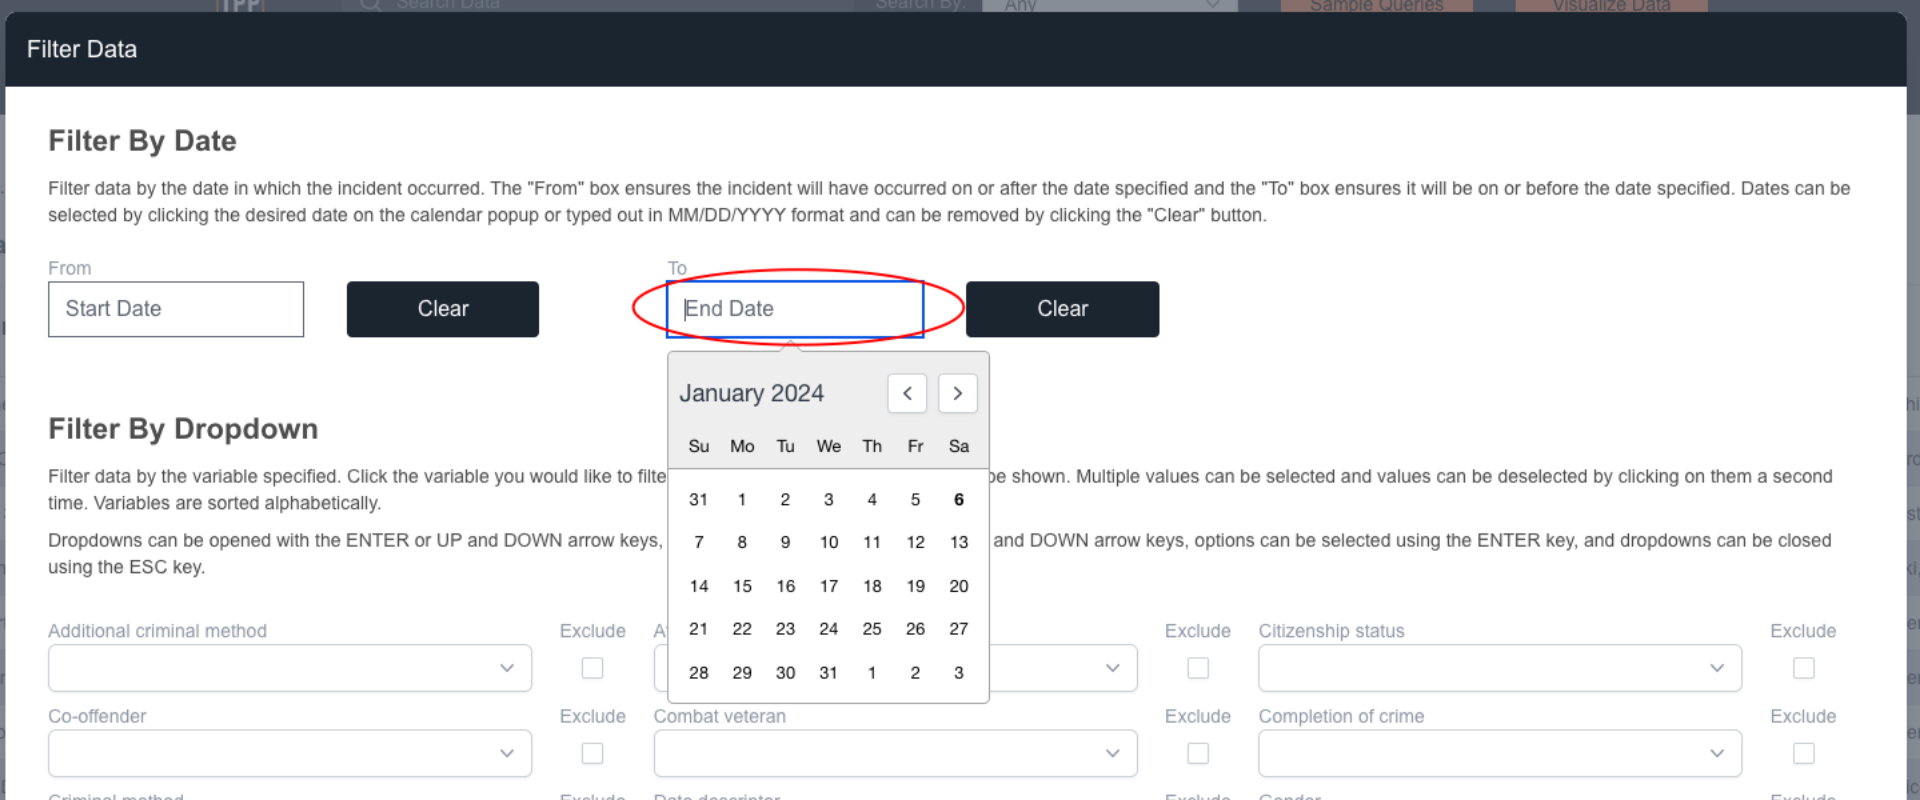 TPP Search Data Search By: Any Sample Queries Visualize Data
Filter Data
Filter By Date
Filter data by the date in which the incident occurred. The "From" box ensures the incident will have occurred on or after the date specified and the "To" box ensures it will be on or before the date specified. Dates can be
selected by clicking the desired date on the calendar popup or typed out in MM/DD/YYYY format and can be removed by clicking the "Clear" button.
From To
Start Date Clear End Date Clear
January 2024
Su Mo Tu We Th Fr Sa
31 1 2 3 4 5 6
7 8 9 10 11 12 13
14 15 16 17 18 19 20
21 22 23 24 25 26 27
28 29 30 31 1 2 3
Filter By Dropdown
Filter data by the variable specified. Click the variable you would like to filte be shown. Multiple values can be selected and values can be deselected by clicking on them a second
time. Variables are sorted alphabetically.
Dropdowns can be opened with the ENTER or UP and DOWN arrow keys, and DOWN arrow keys, options can be selected using the ENTER key, and dropdowns can be closed
using the ESC key.
Additional criminal method Exclude Exclude Citizenship status Exclude
Co-offender Exclude Combat veteran Exclude Completion of crime Exclude
Criminal method Exclude Date descriptor Exclude Gender Exclude